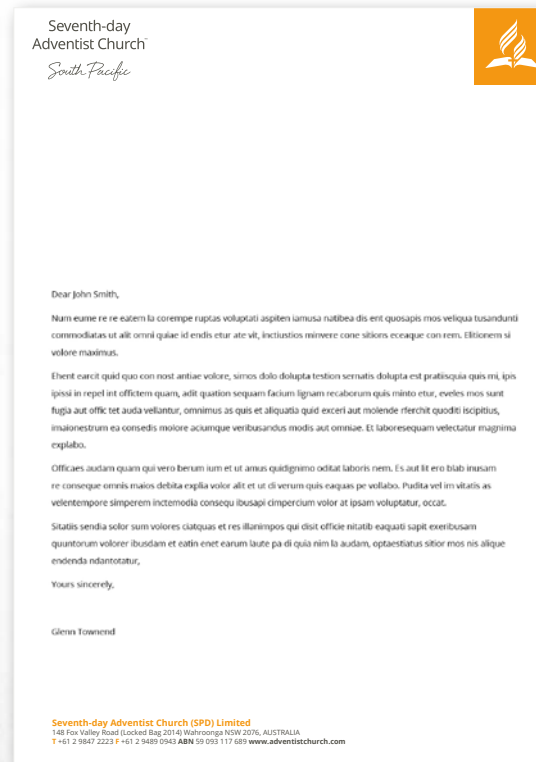 Seventh-day
Adventist Church™
South Pacific
Dear John Smith,
Num eume re re eatem la corempe ruptas voluptati aspiten iamusa natibea dis ent quosapis mos veliqua tusandunti
commodiatas ut alit omni quiae id endis etur ate vit, inctiustios minvere cone sitions eceaque con rem. Elitionem si
volore maximus.
Ehent earcit quid quo con nost antiae volore, simos dolo dolupta testion sernatis dolupta est pratiisquia quis mi, ipis
ipissi in repel int offictem quam, adit quation sequam facium lignam recaborum quis minto etur, eveles mos sunt
fugia aut offic tet auda vellantur, omnimus as quis et aliquatia quid exceri aut molende rferchit quoditi iscipitius,
imaionestrum ea consedis molore aciumque veribusandus modis aut omniae. Et laboresequam velectatur magnima
explabo.
Officaes audam quam qui vero berum ium et ut amus quidignimo oditat laboris nem. Es aut lit ero blab inusam
re conseque omnis maios debita explia volor alit et ut di verum quis eaquas pe vollabo. Pudita vel im vitatis as
velentempore simperem inctemodia consequ ibusapi cimpercium volor at ipsam voluptatur, occat.
Sitatiis sendia solor sum volores ciatquas et res illanimpos qui disit officie nitatib eaquati sapit exeribusam
quuntorum volorer ibusdam et eatin enet earum laute pa di quia nim la audam, optaestiatus sitior mos nis alique
endenda ndantotatur,
Yours sincerely,
Glenn Townend
Seventh-day Adventist Church (SPD) Limited
148 Fox Valley Road (Locked Bag 2014) Wahroonga NSW 2076, AUSTRALIA
T +61 2 9847 2223 F +61 2 9489 0943 ABN 59 093 117 689 www.adventistchurch.com